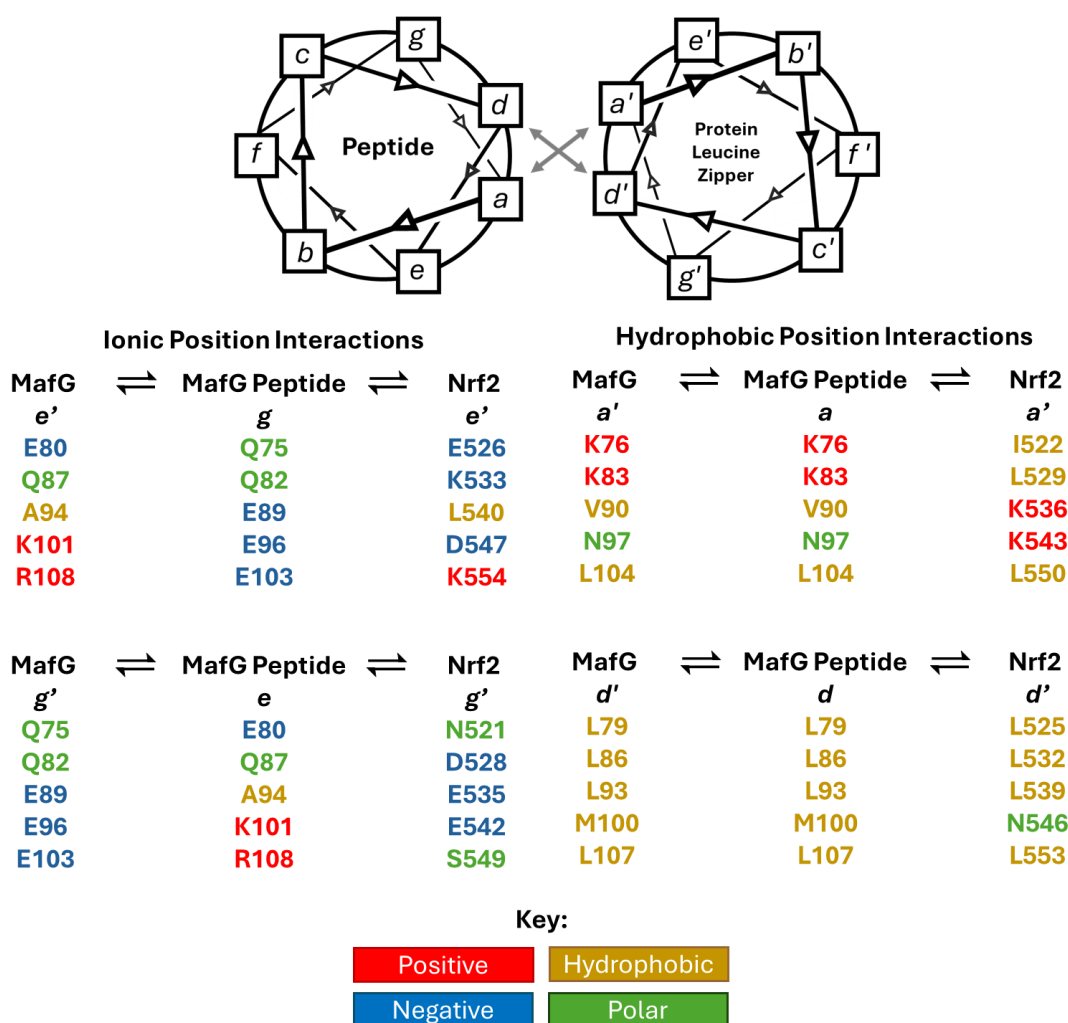 g
e'
c
b'
d
a'
f
Peptide
Protein
Leucine
Zipper
f'
a
d'
b
e
c'
g'
Ionic Position Interactions
Hydrophobic Position Interactions
MafG ⇌ MafG Peptide ⇌ Nrf2
e’ g e’
E80 Q75 E526
Q87 Q82 K533
A94 E89 L540
K101 E96 D547
R108 E103 K554
MafG ⇌ MafG Peptide ⇌ Nrf2
a' a a’
K76 K76 I522
K83 K83 L529
V90 V90 K536
N97 N97 K543
L104 L104 L550
MafG ⇌ MafG Peptide ⇌ Nrf2
g’ e g’
Q75 E80 N521
Q82 Q87 D528
E89 A94 E535
E96 K101 E542
E103 R108 S549
MafG ⇌ MafG Peptide ⇌ Nrf2
d' d d’
L79 L79 L525
L86 L86 L532
L93 L93 L539
M100 M100 N546
L107 L107 L553
Key:
Positive Hydrophobic
Negative Polar